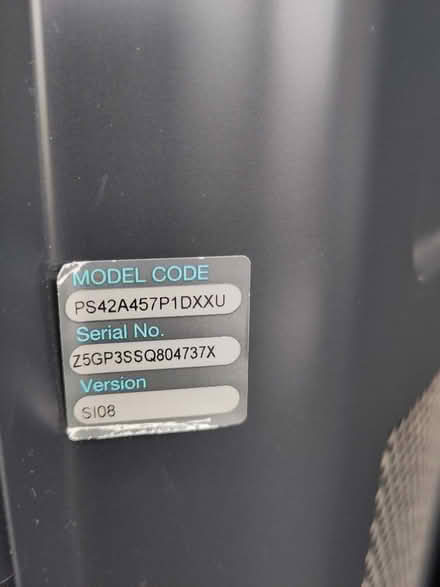 MODEL CODE
PS42A457P1DXXU
Serial No.
Z5GP3SSQ804737X
Version
SI08